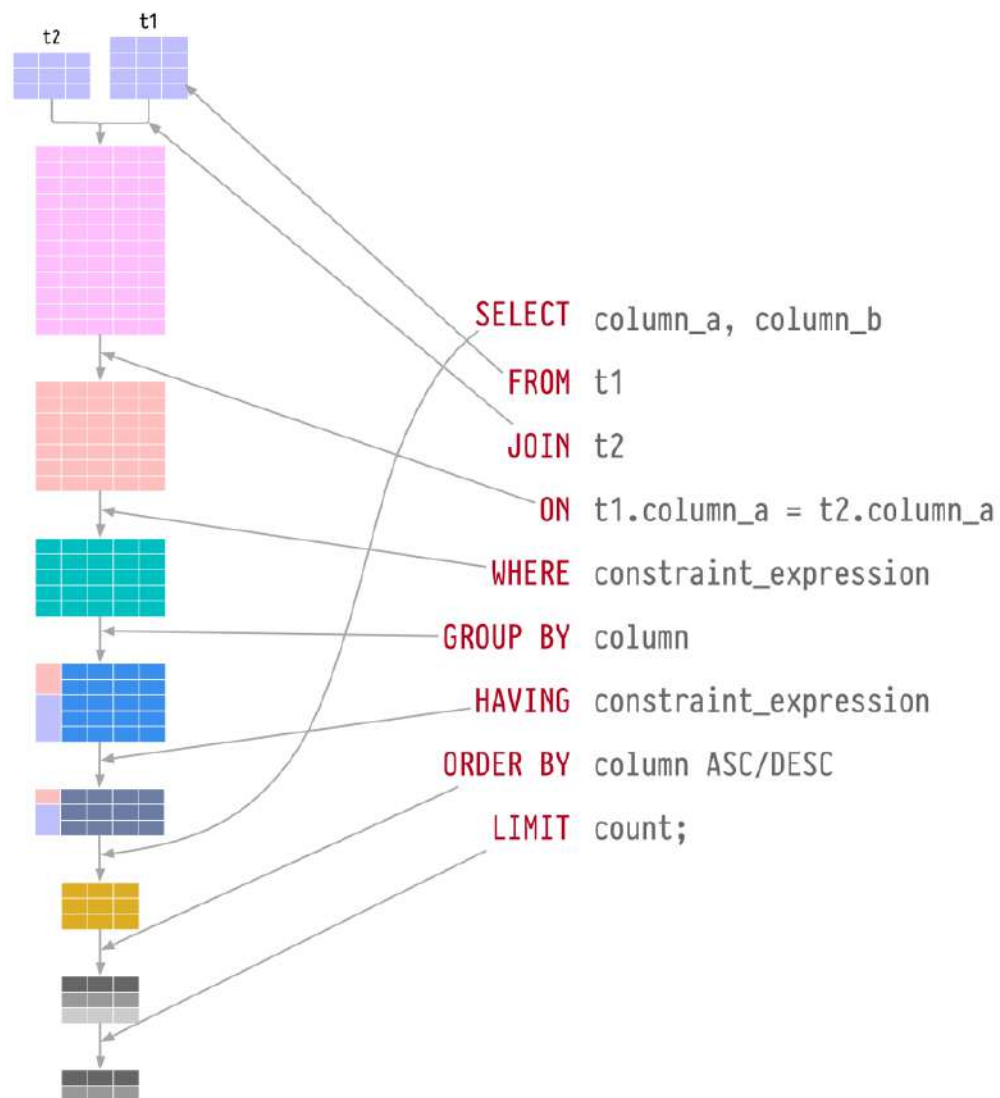 t2
t1
SELECT column_a, column_b
FROM t1
JOIN t2
ON t1.column_a = t2.column_a
WHERE constraint_expression
GROUP BY column
HAVING constraint_expression
ORDER BY column ASC/DESC
LIMIT count;